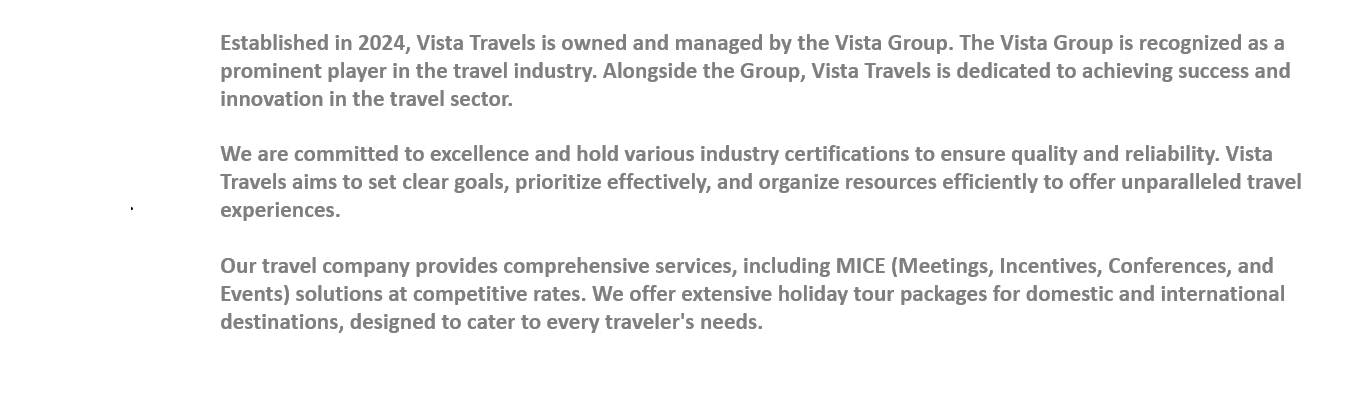 Established in 2024, Vista Travels is owned and managed by the Vista Group. The Vista Group is recognized as a
prominent player in the travel industry. Alongside the Group, Vista Travels is dedicated to achieving success and
innovation in the travel sector.
We are committed to excellence and hold various industry certifications to ensure quality and reliability. Vista
Travels aims to set clear goals, prioritize effectively, and organize resources efficiently to offer unparalleled travel
experiences.
Our travel company provides comprehensive services, including MICE (Meetings, Incentives, Conferences, and
Events) solutions at competitive rates. We offer extensive holiday tour packages for domestic and international
destinations, designed to cater to every traveler's needs.